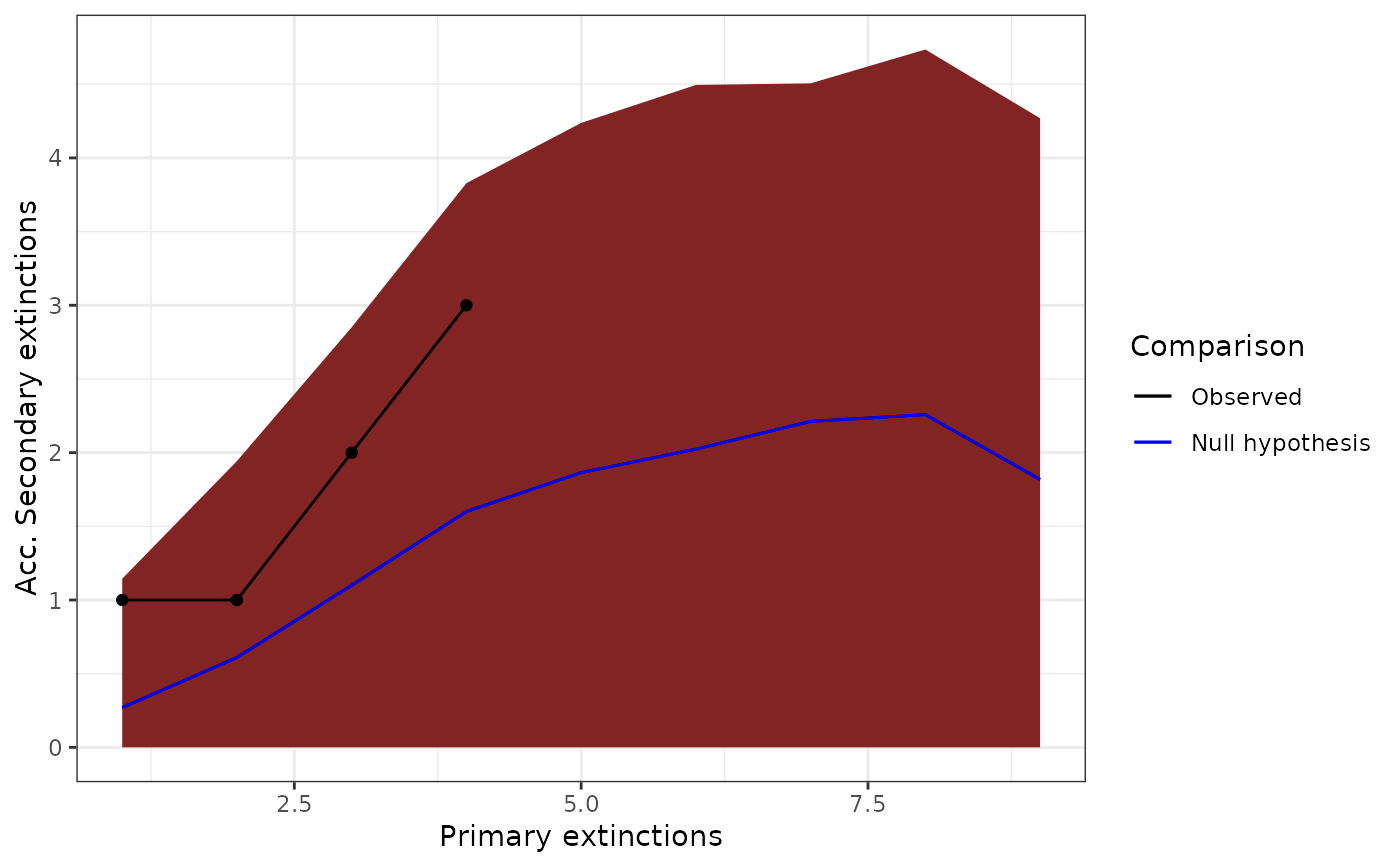 Acc. Secondary extinctions
4
3
2
1
0
2.5 5.0 7.5
Primary extinctions
Comparison
Observed
Null hypothesis